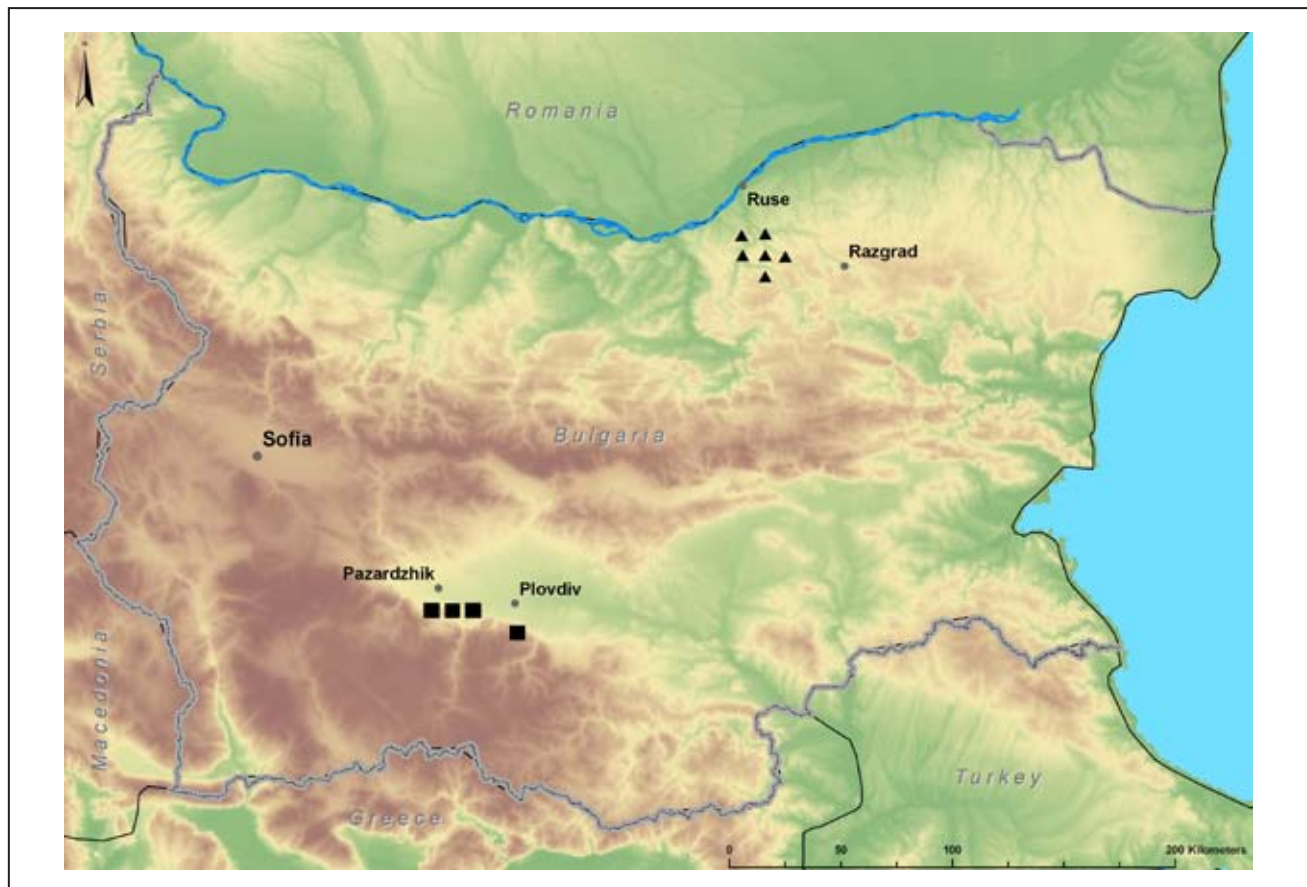 Romania
Ruse
Razgrad
Serbia
Sofia
Bulgaria
Pazardzhik
Plovdiv
Macedonia
Turkey
Greece
0 50 100 200 Kilometers